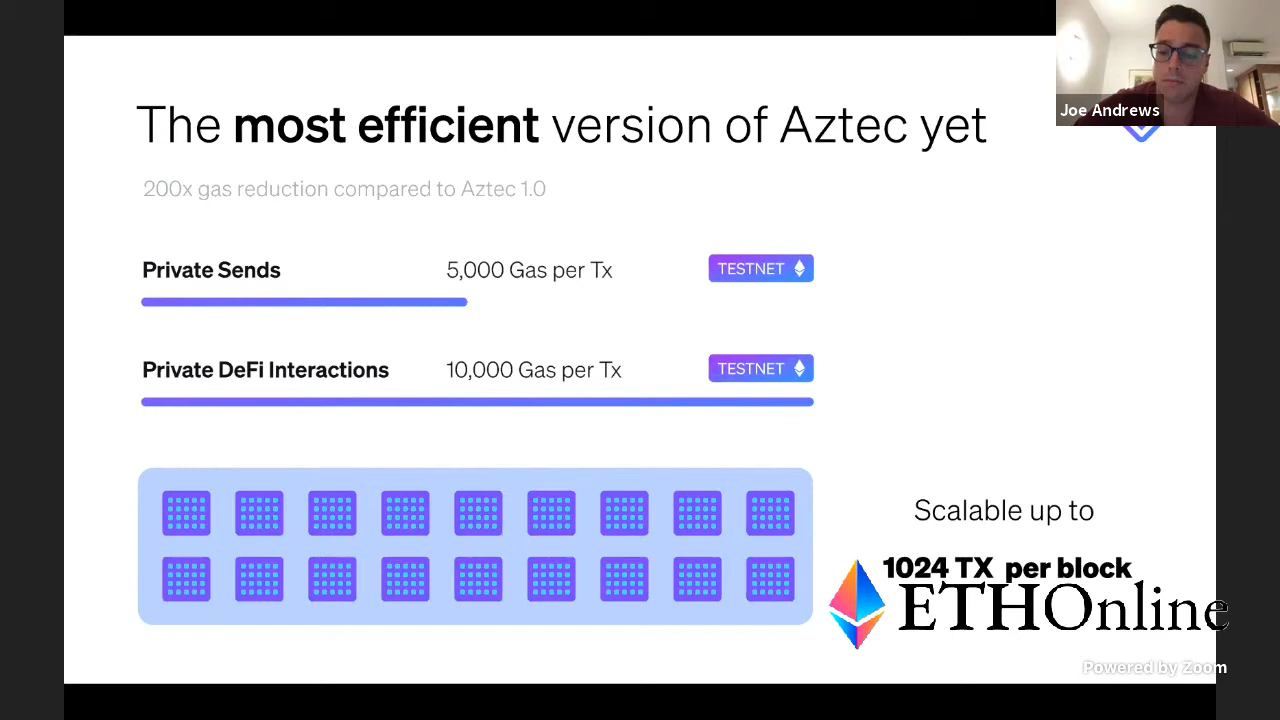 The most efficient version of Aztec yet
Joe Andrews
200x gas reduction compared to Aztec 1.0
Private Sends 5,000 Gas per Tx TESTNET
Private DeFi Interactions 10,000 Gas per Tx TESTNET
Scalable up to
1024 TX per block
ETHOnline
Powered by Zoom